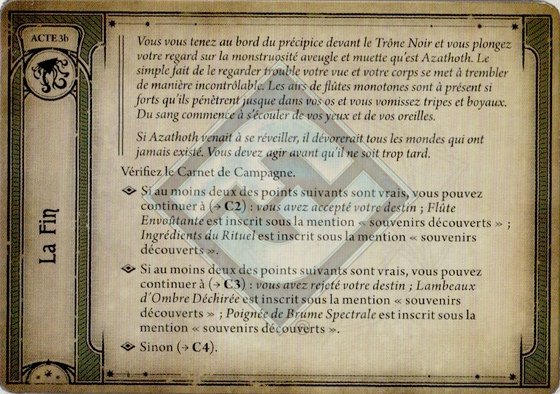 ACTE 3b
La Fin
Vous vous tenez au bord du précipice devant le Trône Noir et vous plongez
votre regard sur la monstruosité aveugle et muette qu'est Azathoth. Le
simple fait de le regarder trouble votre vue et votre corps se met à trembler
de manière incontrôlable. Les airs de flûtes monotones sont à présent si
forts qu'ils pénètrent jusque dans vos os et vous vomissez tripes et boyaux.
Du sang commence à s'écouler de vos yeux et de vos oreilles.
Si Azathoth venait à se réveiller, il dévorerait tous les mondes qui ont
jamais existé. Vous devez agir avant qu'il ne soit trop tard.
Vérifiez le Carnet de Campagne.
Si au moins deux des points suivants sont vrais, vous pouvez
continuer à (→ C2) : vous avez accepté votre destin ; Flûte
Envoûtante est inscrit sous la mention « souvenirs découverts » ;
Ingrédients du Rituel est inscrit sous la mention « souvenirs
découverts ».
Si au moins deux des points suivants sont vrais, vous pouvez
continuer à (→ C3) : vous avez rejeté votre destin ; Lambeaux
d'Ombre Déchirée est inscrit sous la mention « souvenirs
découverts » ; Poignée de Brume Spectrale est inscrit sous la
mention « souvenirs découverts ».
Sinon (→ C4).